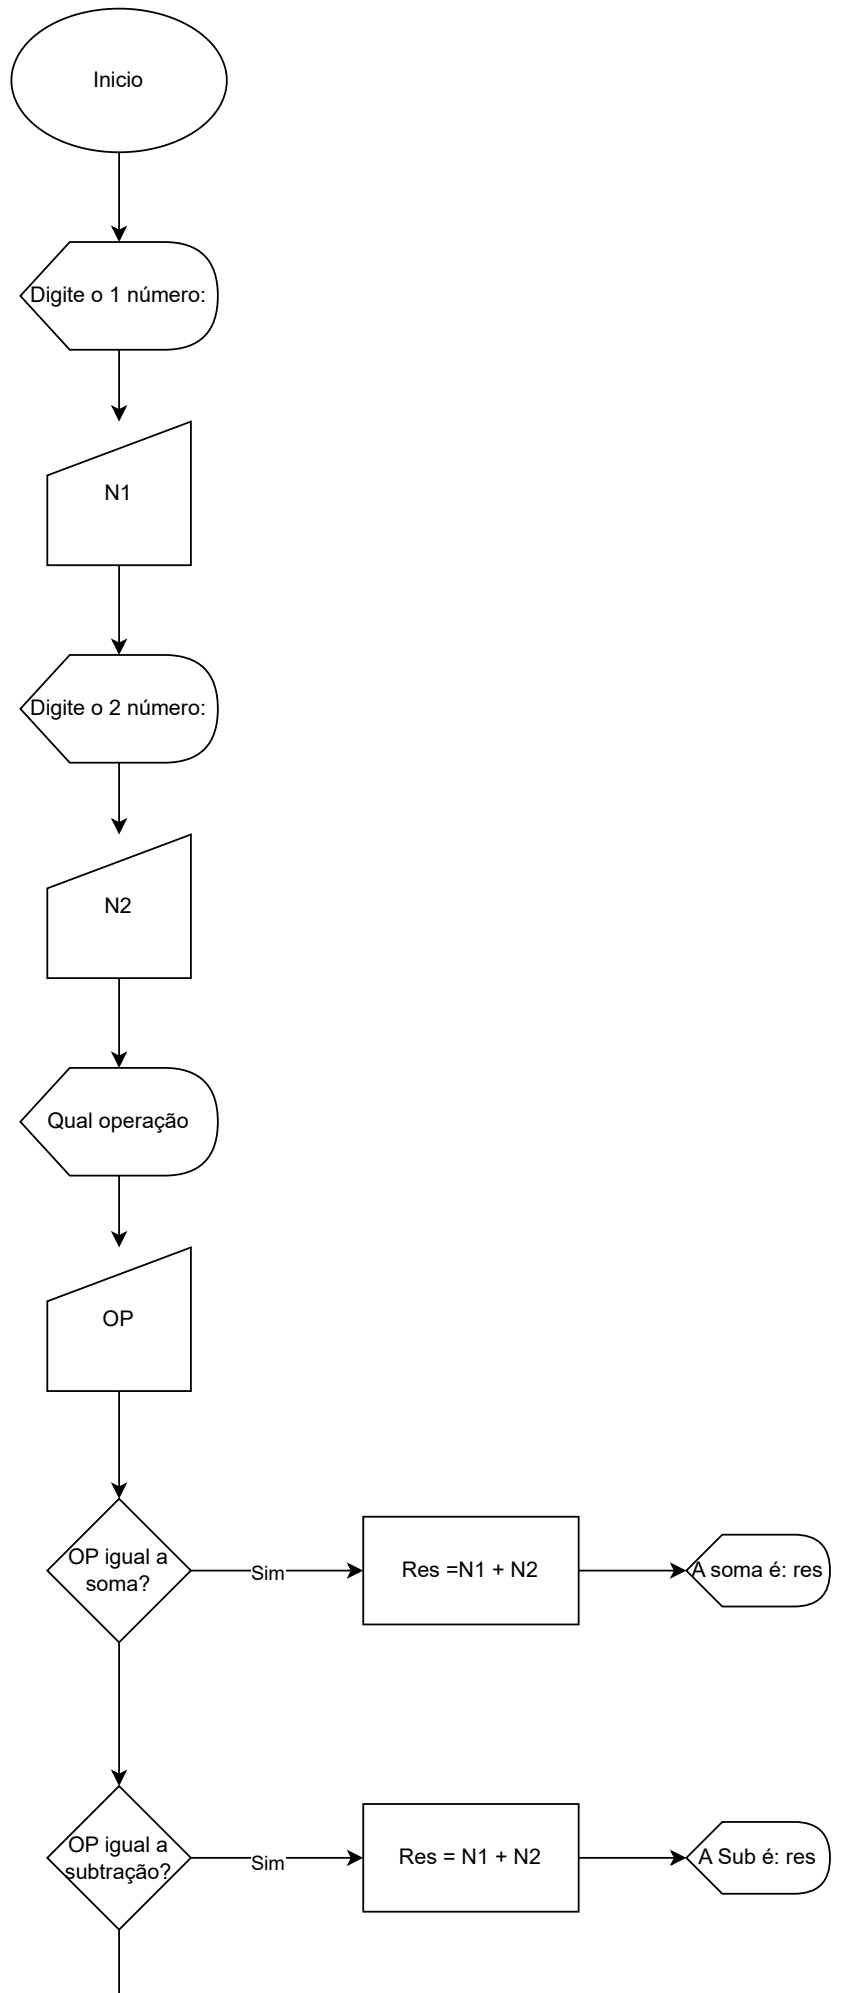 Inicio
Digite o 1 número:
N1
Digite o 2 número:
N2
Qual operação
OP
OP igual a
soma?
Sim
Res =N1 + N2
A soma é: res
OP igual a
subtração?
Sim
Res = N1 + N2
A Sub é: res